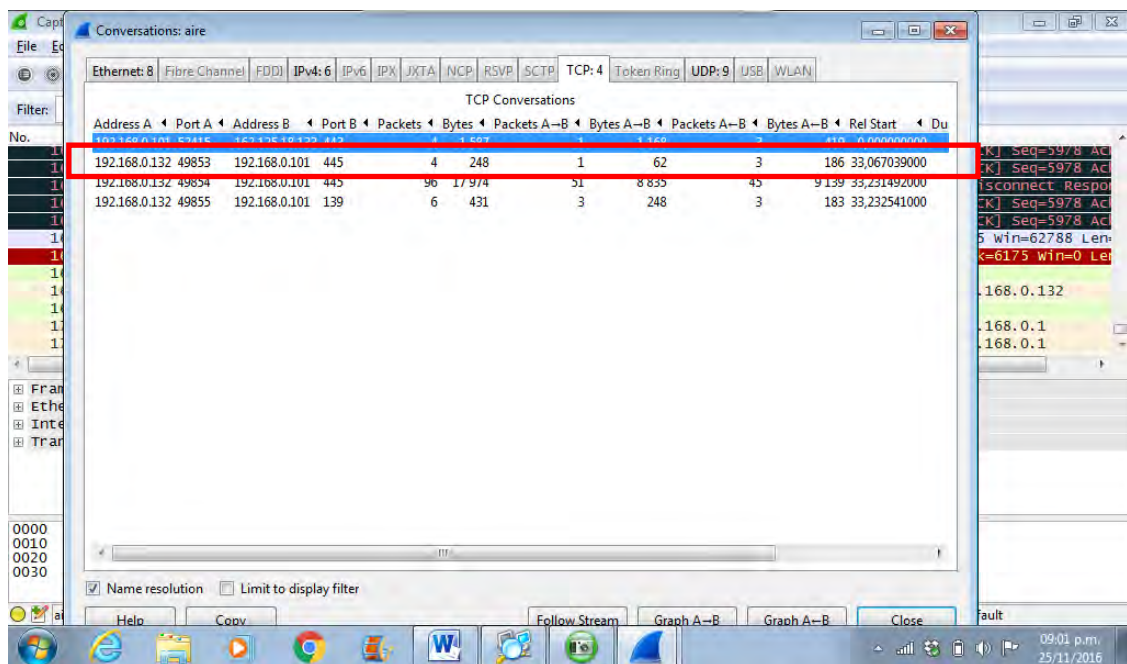 Capt
Conversations: aire
File Ed
Ethernet: 8 Fibre Channel FDDI IPv4: 6 IPv6 IPX JXTA NCP RSVP SCTP TCP: 4 Token Ring UDP: 9 USB WLAN
Filter:
TCP Conversations
Address A Port A Address B Port B Packets Bytes Packets A→B Bytes A→B Packets A←B Bytes A←B Rel Start Du
No.
192.168.0.132 49853 192.168.0.101 445 4 248 1 62 3 186 33,067039000
192.168.0.132 49854 192.168.0.101 445 96 17 974 51 8 835 45 9 139 33,231492000
192.168.0.132 49855 192.168.0.101 139 6 431 3 248 3 183 33,232541000
CK] Seq=5978 Ac
CK] Seq=5978 Ac
isconnect Respo
CK] Seq=5978 Ac
CK] Seq=5978 Ac
5 Win=62788 Len
k=6175 Win=0 Le
.168.0.132
.168.0.1
.168.0.1
Fram
Ethe
Inte
Tran
0000
0010
0020
0030
Name resolution Limit to display filter
Help Copy Follow Stream Graph A→B Graph A←B Close
ai
fault
09:01 p.m.
25/11/2016